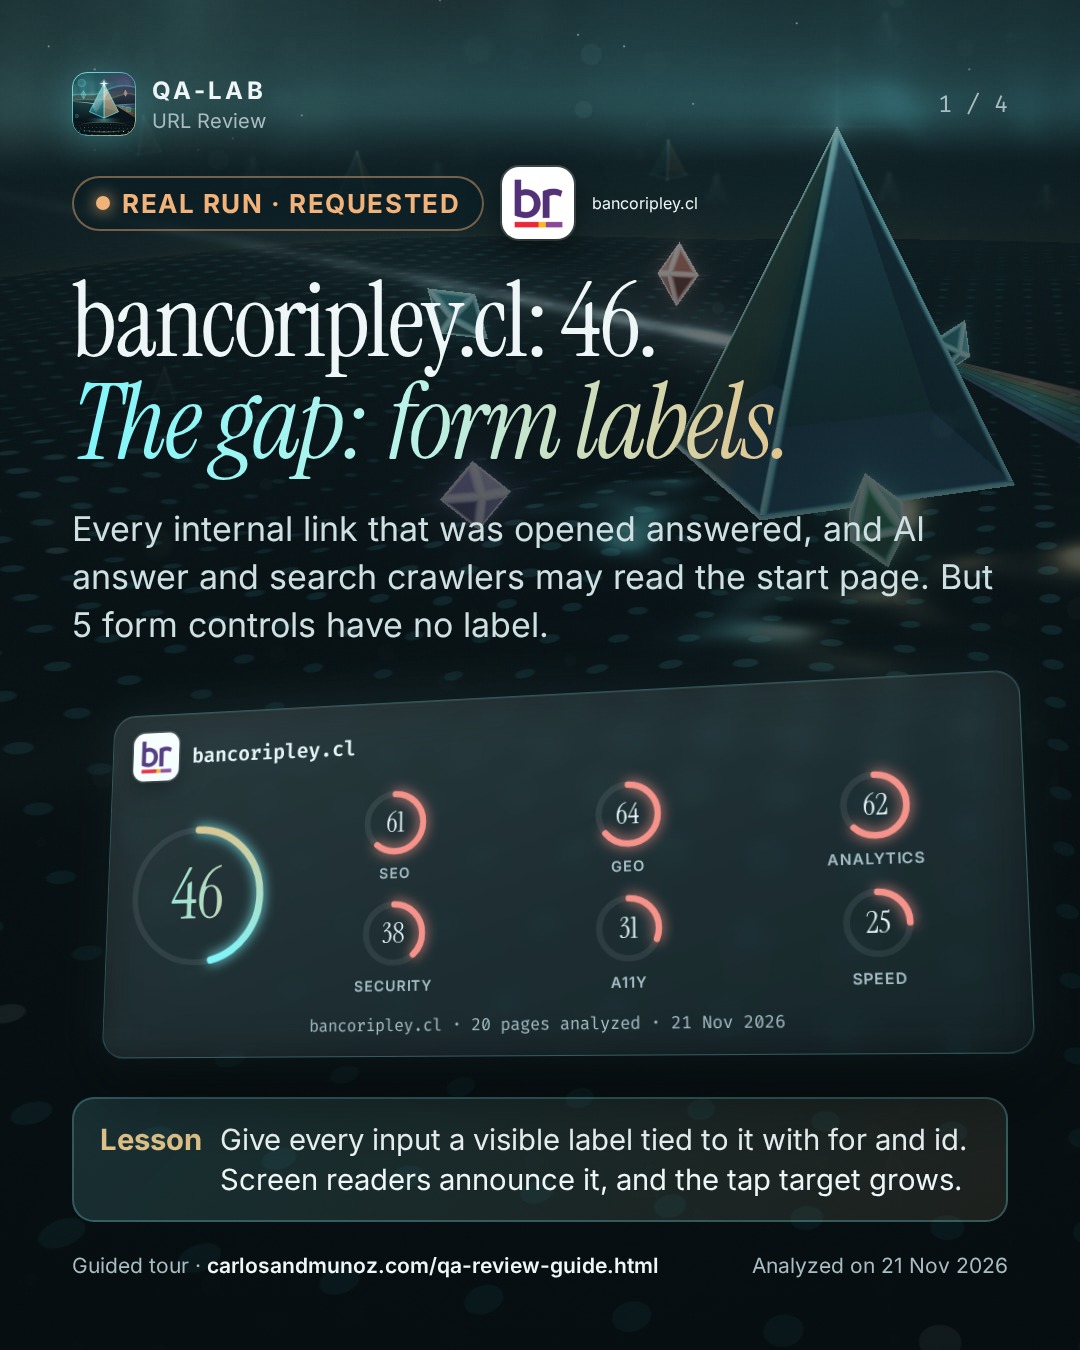 QA-LAB
URL Review
1 / 4
REAL RUN · REQUESTED
br
bancoripley.cl
bancoripley.cl: 46.
The gap: form labels.
Every internal link that was opened answered, and AI
answer and search crawlers may read the start page. But
5 form controls have no label.
br
bancoripley.cl
46
61
SEO
64
GEO
62
ANALYTICS
38
SECURITY
31
A11Y
25
SPEED
bancoripley.cl · 20 pages analyzed · 21 Nov 2026
Lesson
Give every input a visible label tied to it with for and id.
Screen readers announce it, and the tap target grows.
Guided tour · carlosandmunoz.com/qa-review-guide.html
Analyzed on 21 Nov 2026